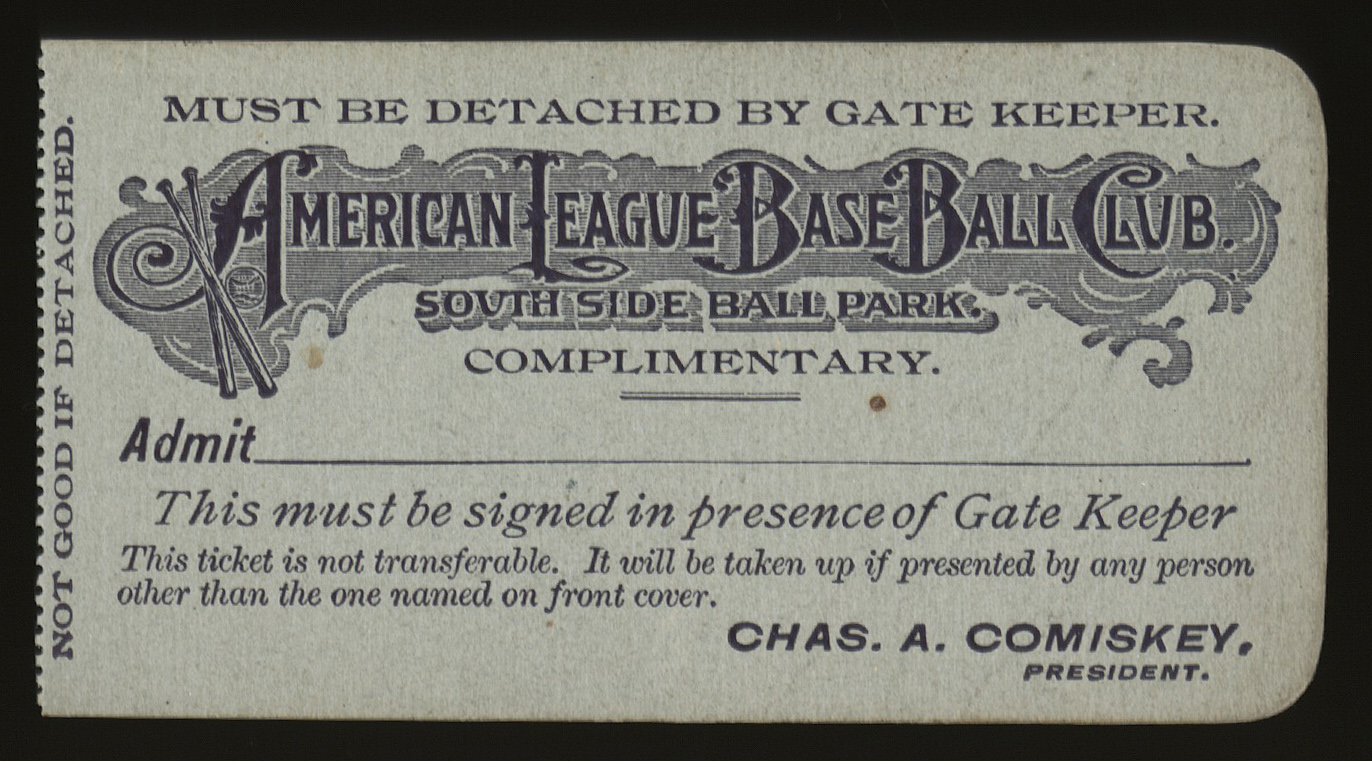 MUST BE DETACHED BY GATE KEEPER.
AMERICAN LEAGUE BASE BALL CLUB.
SOUTH SIDE BALL PARK.
COMPLIMENTARY.
Admit
This must be signed in presence of Gate Keeper
This ticket is not transferable. It will be taken up if presented by any person
other than the one named on front cover.
CHAS. A. COMISKEY.
PRESIDENT.
NOT GOOD IF DETACHED.